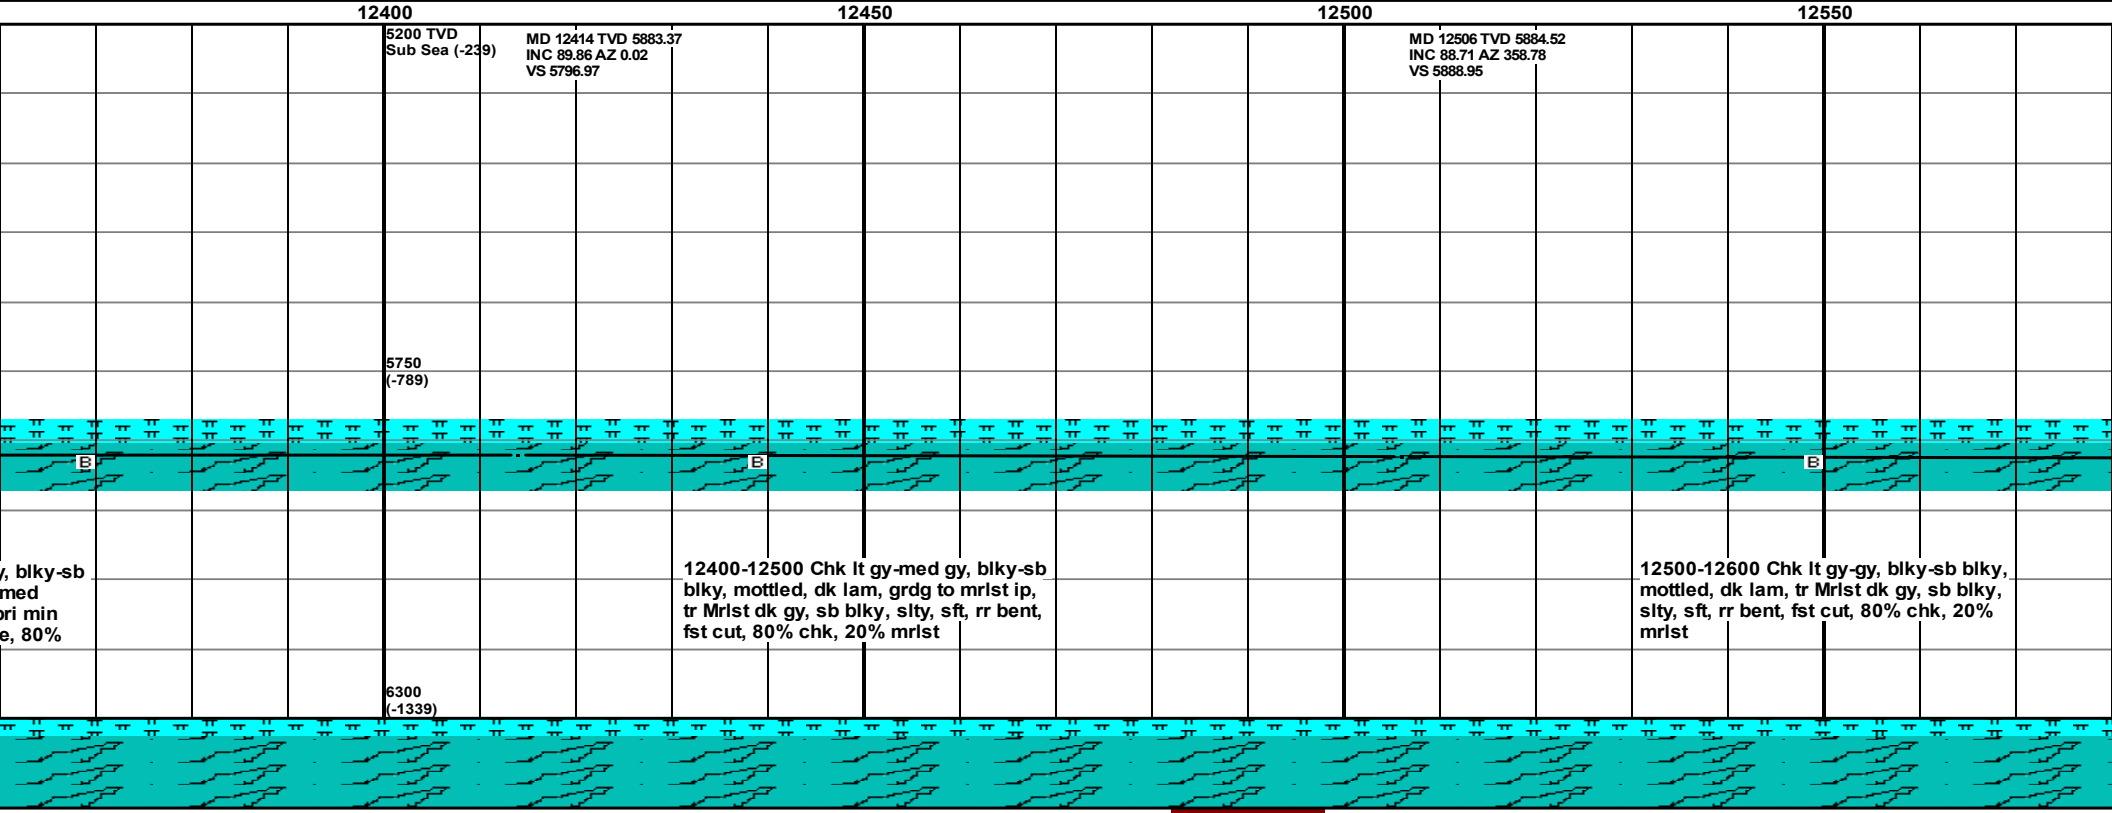 12400
12450
12500
12550
5200 TVD
Sub Sea (-239)
MD 12414 TVD 5883.37
INC 89.86 AZ 0.02
VS 5796.97
MD 12506 TVD 5884.52
INC 88.71 AZ 358.78
VS 5888.95
5750
(-789)
B
B
B
y, blky-sb
med
ori min
e, 80%
12400-12500 Chk lt gy-med gy, blky-sb
blky, mottled, dk lam, grdg to mrlst ip,
tr Mrlst dk gy, sb blky, slty, sft, rr bent,
fst cut, 80% chk, 20% mrlst
12500-12600 Chk lt gy-gy, blky-sb blky,
mottled, dk lam, tr Mrlst dk gy, sb blky,
slty, sft, rr bent, fst cut, 80% chk, 20%
mrlst
6300
(-1339)